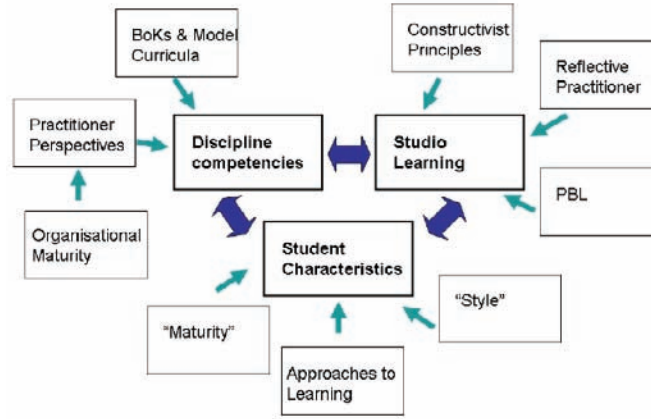 BoKs & Model
Curricula
Constructivist
Principles
Reflective
Practitioner
Practitioner
Perspectives
Discipline
competencies
Studio
Learning
PBL
Organisational
Maturity
Student
Characteristics
"Maturity"
"Style"
Approaches to
Learning